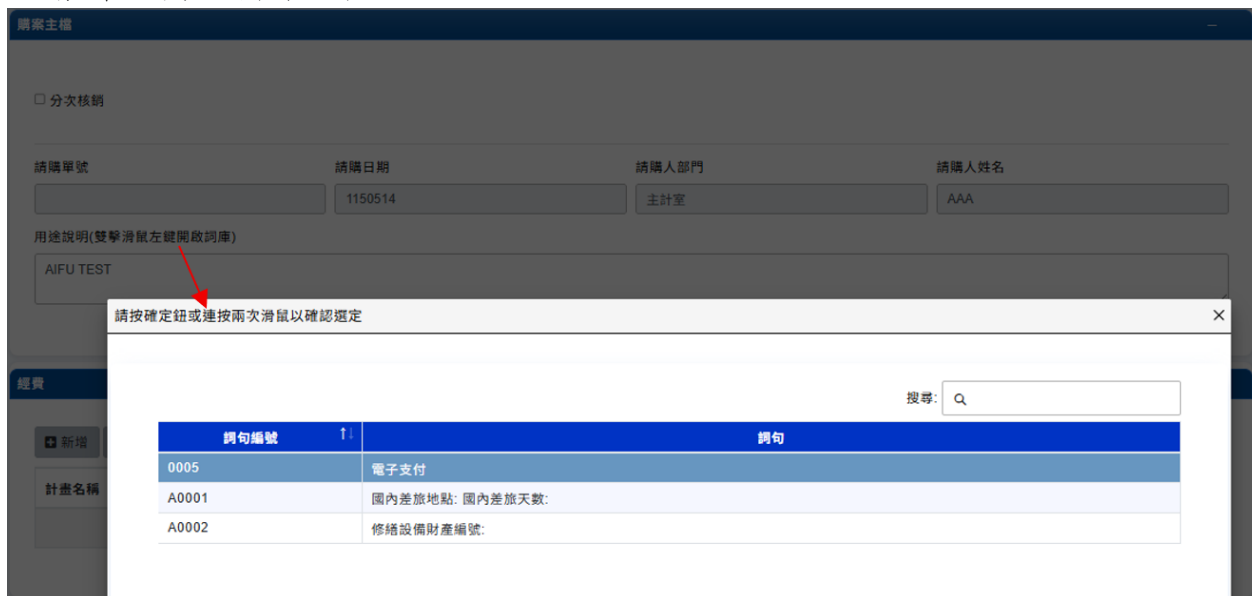 購案主檔
分次核銷
請購單號 請購日期 請購人部門 請購人姓名
1150514 主計室 AAA
用途說明(雙擊滑鼠左鍵開啟詞庫)
AIFU TEST
請按確定鈕或連按兩次滑鼠以確認選定
經費
搜尋:
新增
詞句編號 詞句
0005 電子支付
計畫名稱
A0001 國內差旅地點: 國內差旅天數:
A0002 修繕設備財產編號: